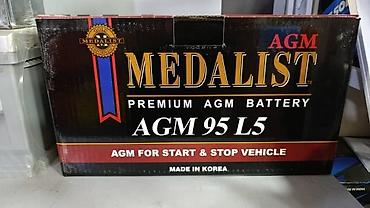 AGM
MEDALIST
MEDALIST
PREMIUM AGM BATTERY
AGM 95 L5
AGM FOR START & STOP VEHICLE
MADE IN KOREA